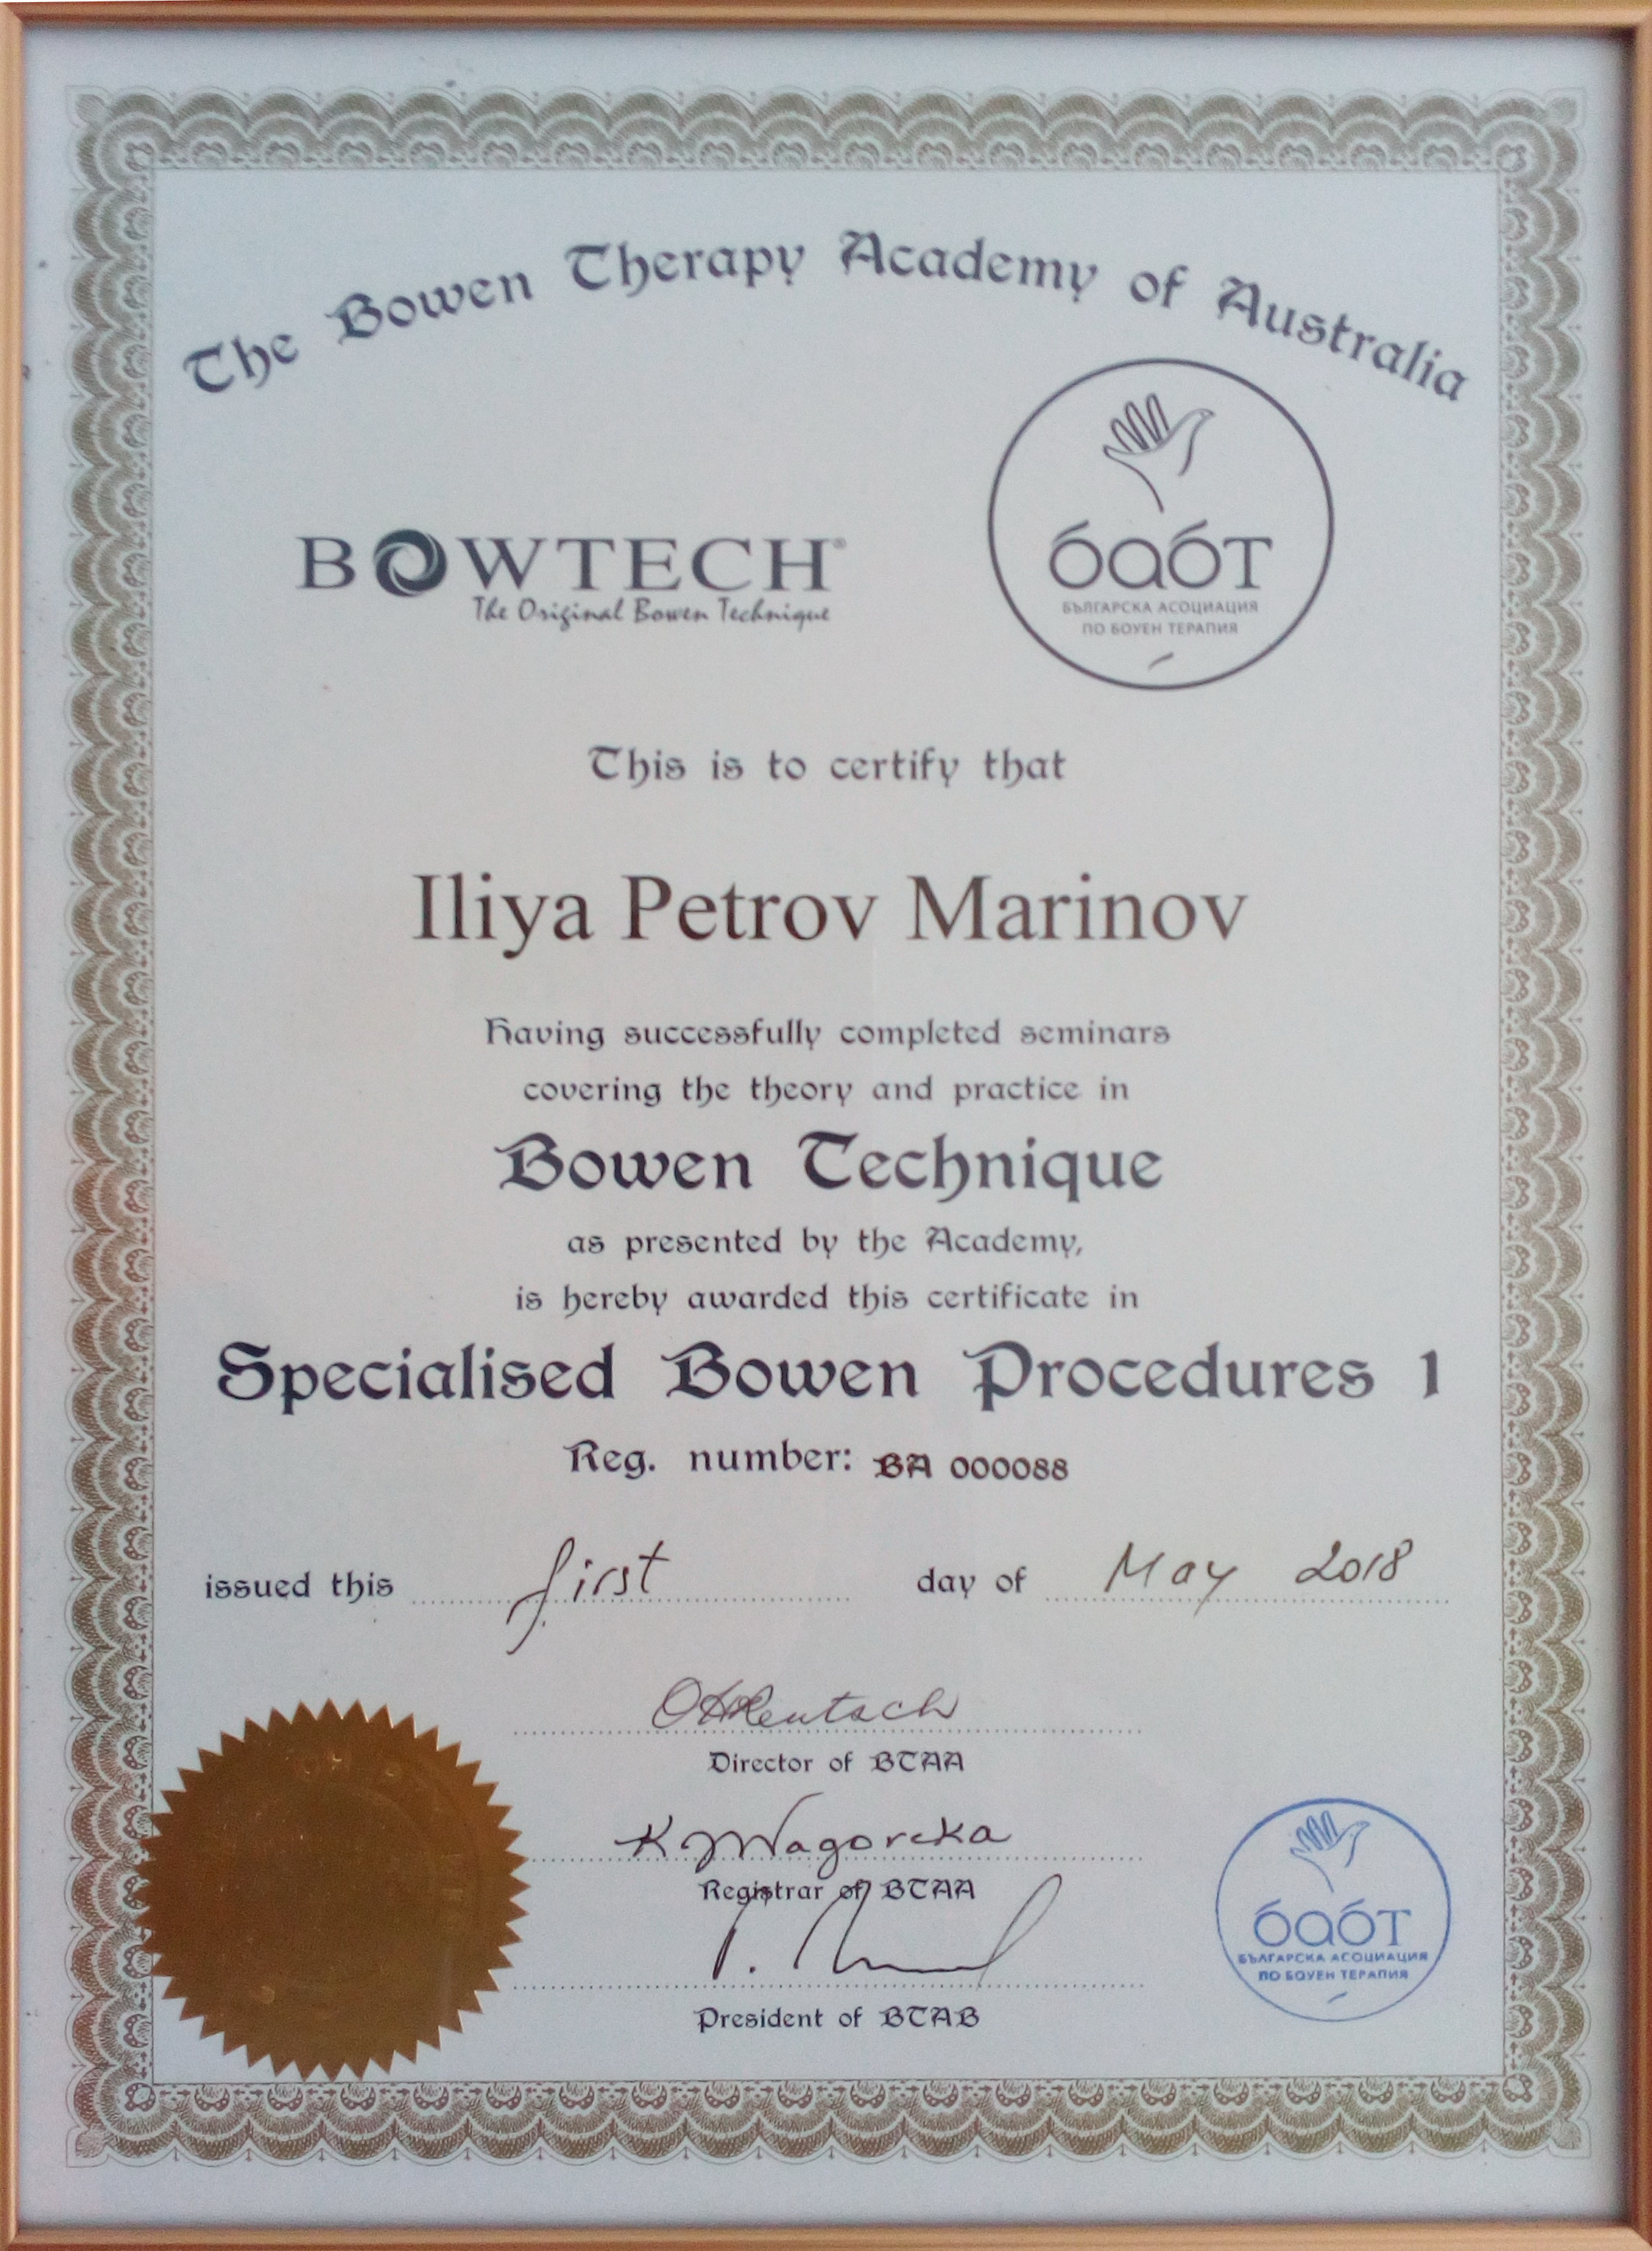 The Bowen Therapy Academy of Australia
BOWTECH®
The Original Bowen Technique
бабт
БЪЛГАРСКА АСОЦИАЦИЯ
ПО БОУЕН ТЕРАПИЯ
This is to certify that
Iliya Petrov Marinov
Having successfully completed seminars
covering the theory and practice in
Bowen Technique
as presented by the Academy,
is hereby awarded this certificate in
Specialised Bowen Procedures 1
Reg. number: BA 000088
issued this first day of May 2018
Director of BTAA
Registrar of BTAA
President of BTAB
бабт
БЪЛГАРСКА АСОЦИАЦИЯ
ПО БОУЕН ТЕРАПИЯ